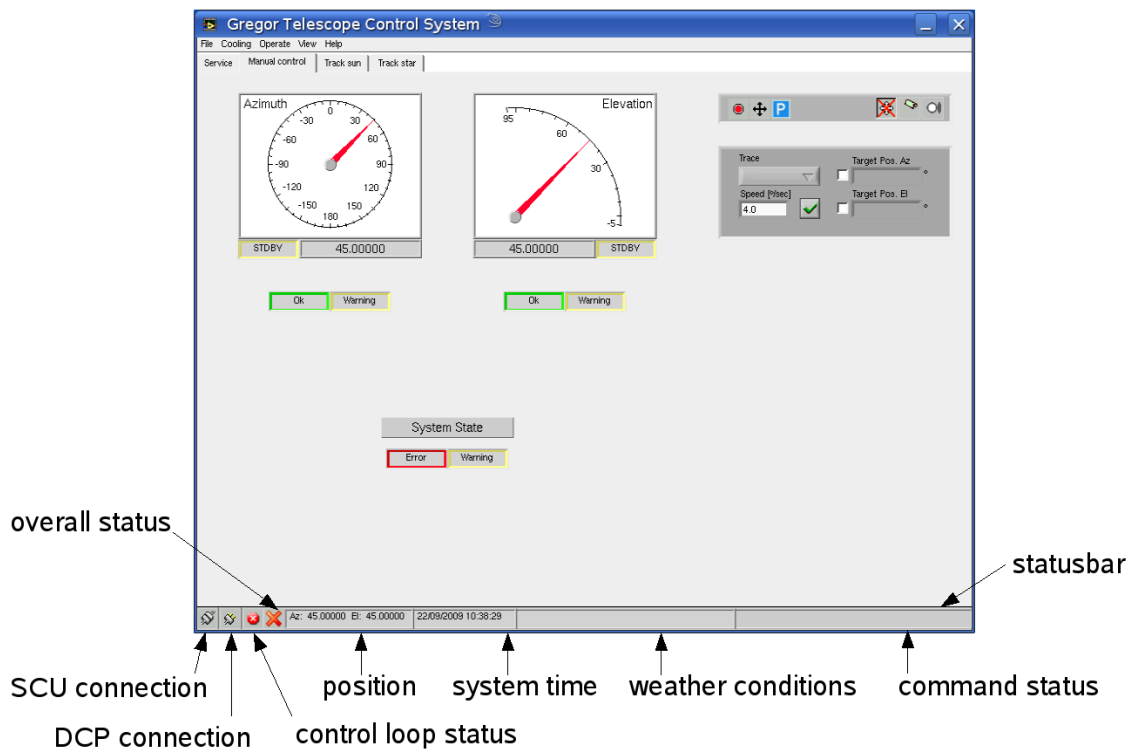 Gregor Telescope Control System
File Cooling Operate View Help
Service Manual control Track sun Track star
Azimuth
0
-30 30
-60 60
-90 90
-120 120
-150 150
180
STDBY 45.00000
Elevation
95
60
30
-5
45.00000 STDBY
P
Trace Target Pos. Az
°
Speed [º/sec] Target Pos. El
4.0 °
Ok Warning
Ok Warning
System State
Error Warning
overall status
statusbar
Az: 45.00000 El: 45.00000 22/09/2009 10:38:29
SCU connection position system time weather conditions command status
DCP connection control loop status